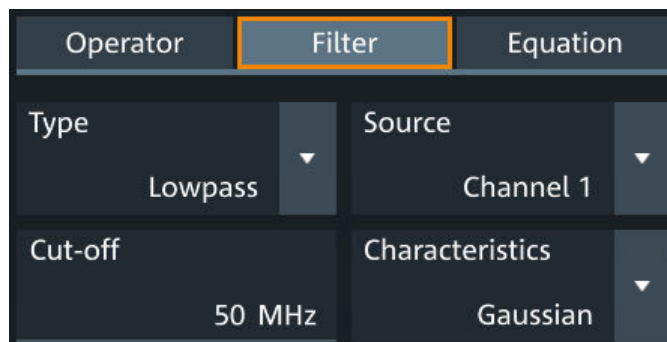 Operator Filter Equation
Type Source
Lowpass Channel 1
Cut-off Characteristics
50 MHz Gaussian